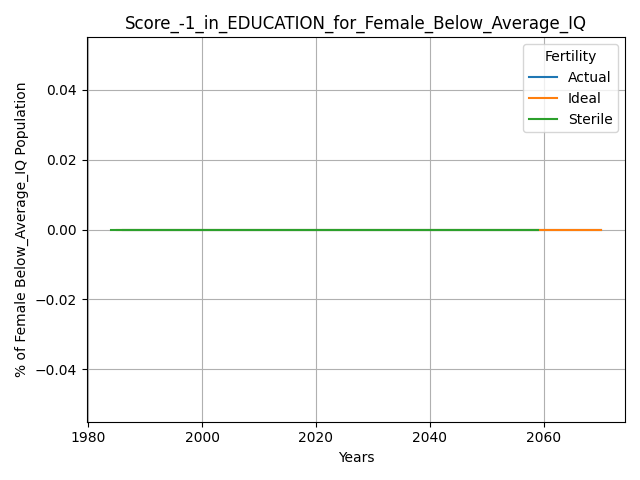 Score_-1_in_EDUCATION_for_Female_Below_Average_IQ
Fertility
Actual
Ideal
Sterile
% of Female Below_Average_IQ Population
0.04
0.02
0.00
−0.02
−0.04
1980 2000 2020 2040 2060
Years